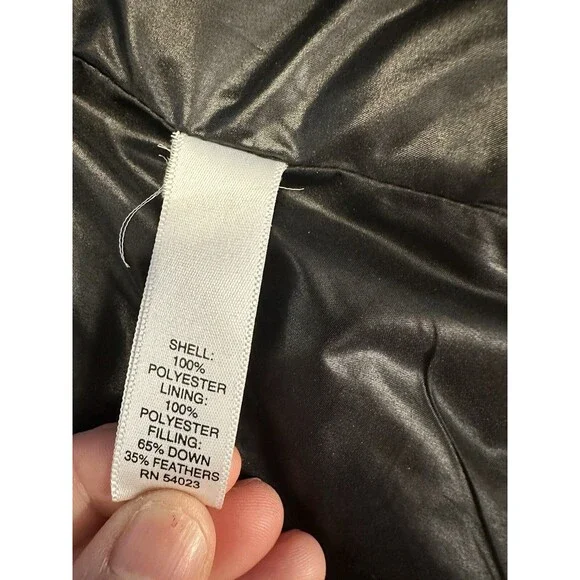 SHELL:
100%
POLYESTER
LINING:
100%
POLYESTER
FILLING:
65% DOWN
35% FEATHERS
RN 54023